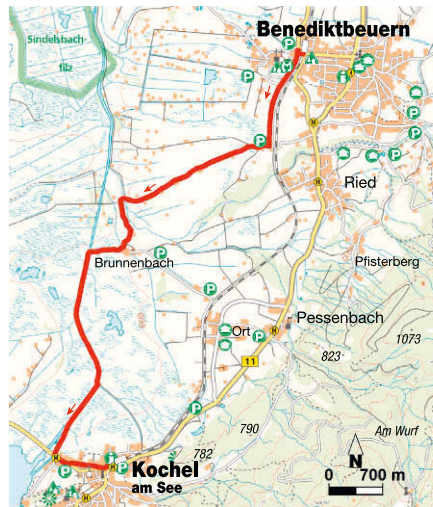 Benediktbeuern
Sindelsbach-
filz
Ried
Brunnenbach
Pfisterberg
Ort
Pessenbach
1073
823
11
790
Am Wurf
782
Kochel
am See
N
0 700 m
P
P
P
P
P
P
P
P
P
P
P
P
H
H
H
H
H
H
H